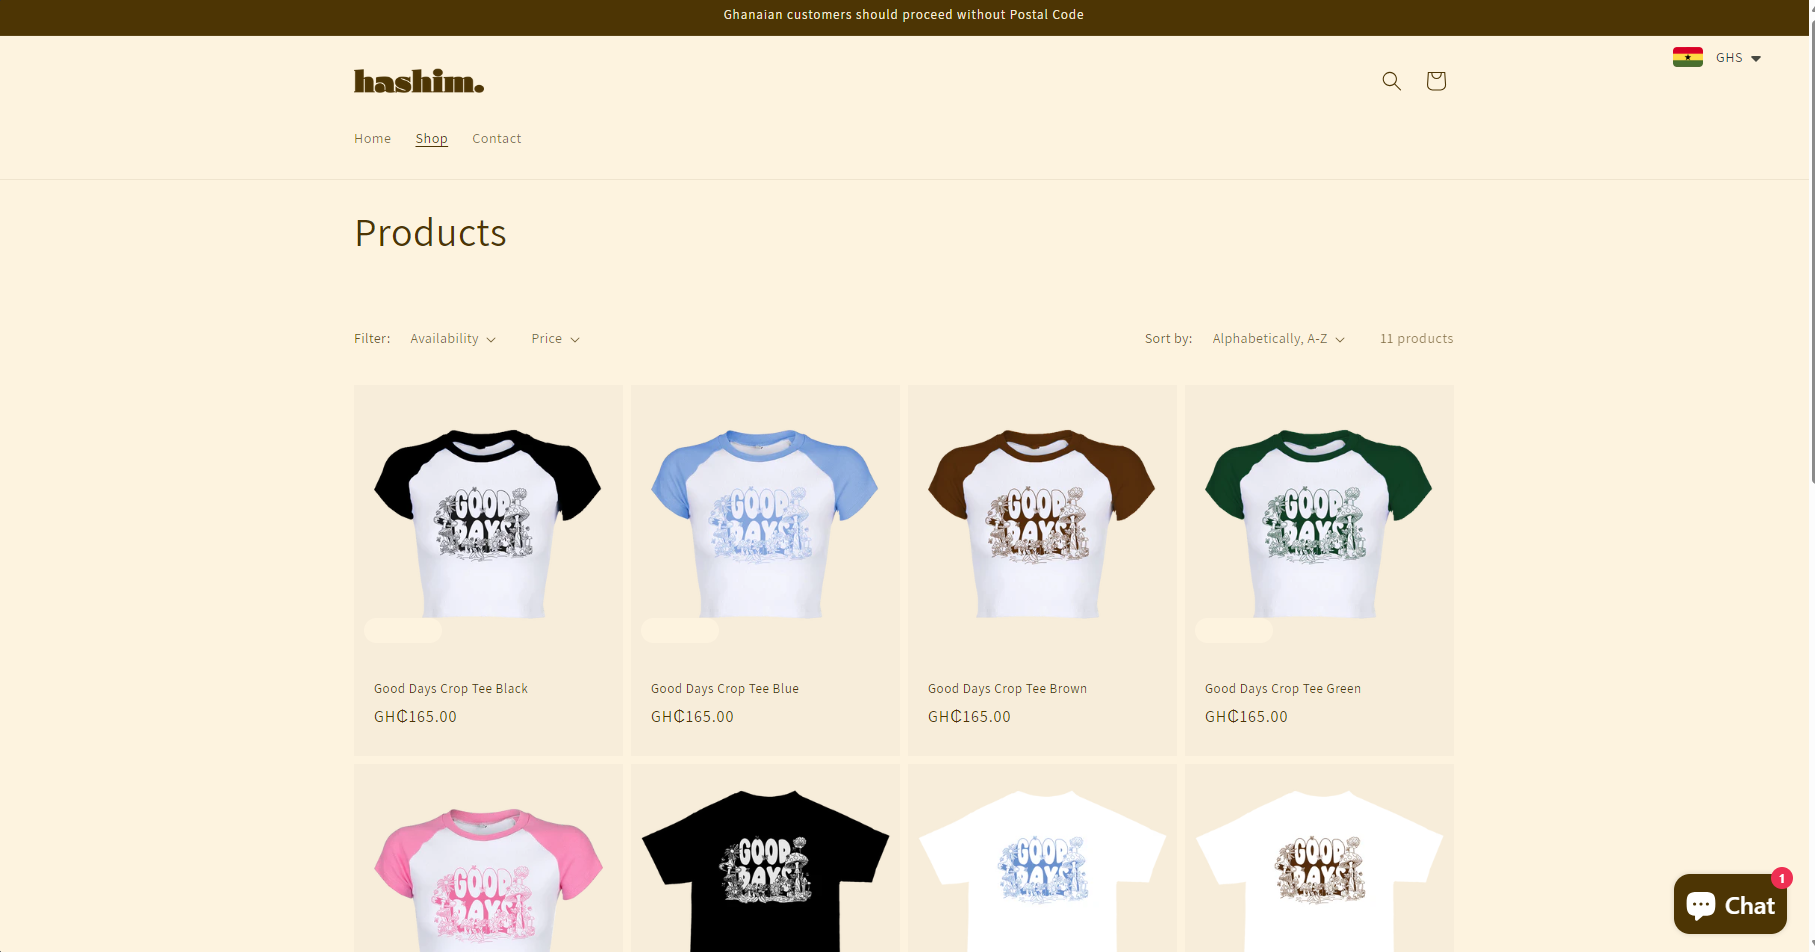 Ghanaian customers should proceed without Postal Code
GHS
hashim.
Home Shop Contact
Products
Filter: Availability Price Sort by: Alphabetically, A-Z 11 products
GOOD DAYS
GOOD DAYS
GOOD DAYS
GOOD DAYS
Good Days Crop Tee Black
GH₵165.00
Good Days Crop Tee Blue
GH₵165.00
Good Days Crop Tee Brown
GH₵165.00
Good Days Crop Tee Green
GH₵165.00
GOOD DAYS
GOOD DAYS
GOOD DAYS
GOOD DAYS
1
Chat